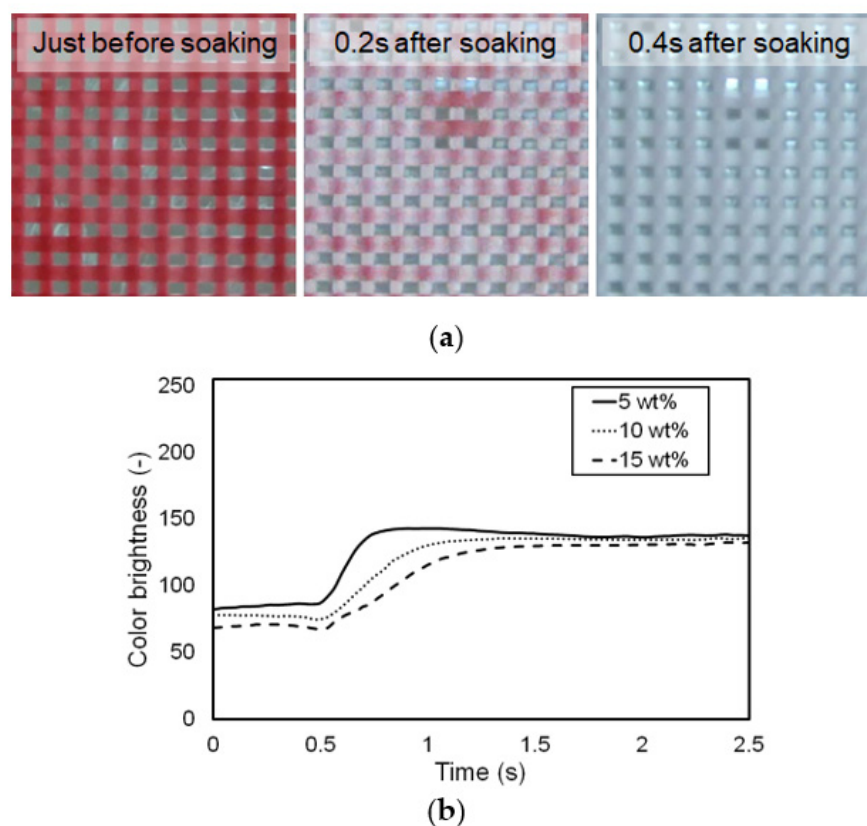 Just before soaking
0.2s after soaking
0.4s after soaking
(a)
250
200
150
100
50
0
Color brightness (-)
5 wt%
10 wt%
15 wt%
0
0.5
1
1.5
2
2.5
Time (s)
(b)